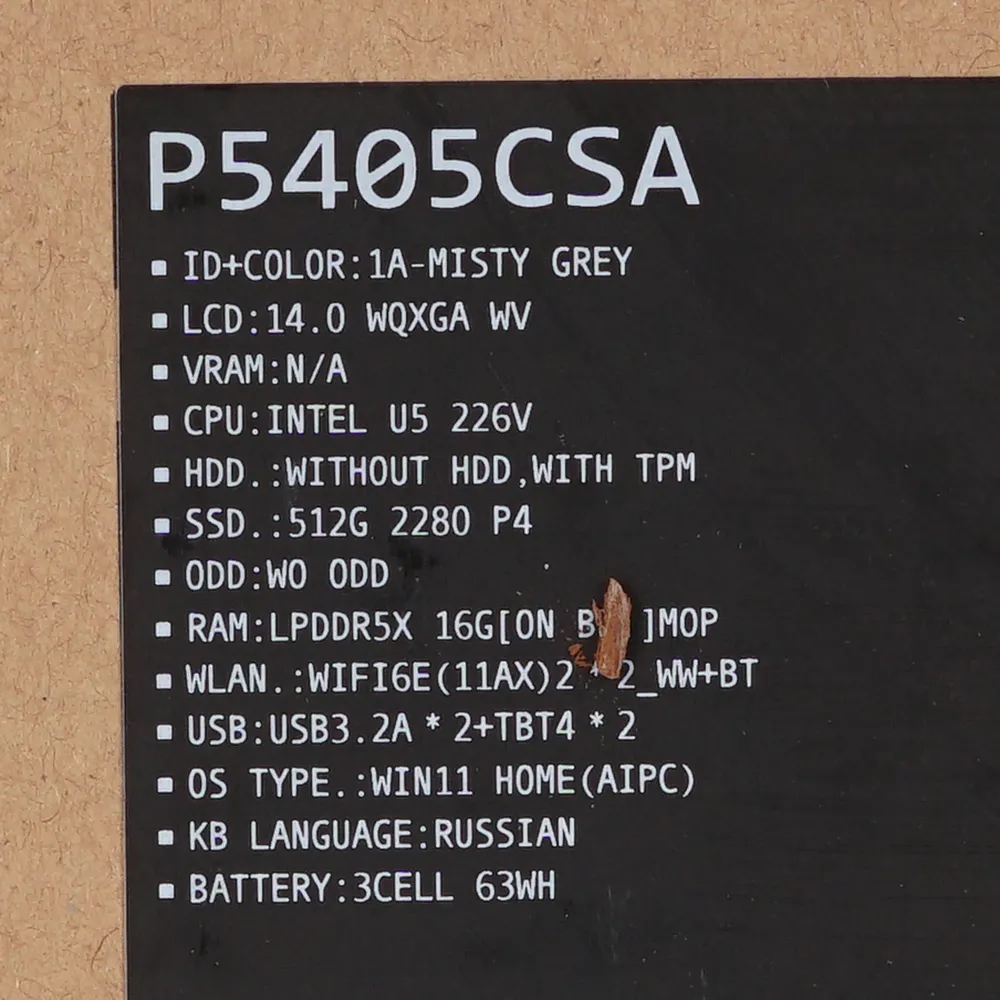 P5405CSA
ID+COLOR:1A-MISTY GREY
LCD:14.0 WQXGA WV
VRAM:N/A
CPU:INTEL U5 226V
HDD.:WITHOUT HDD,WITH TPM
SSD.:512G 2280 P4
ODD:WO ODD
RAM:LPDDR5X 16G[ON ]MOP
WLAN.:WIFI6E(11AX)2 2_WW+BT
USB:USB3.2A * 2+TBT4 * 2
OS TYPE.:WIN11 HOME(AIPC)
KB LANGUAGE:RUSSIAN
BATTERY:3CELL 63WH